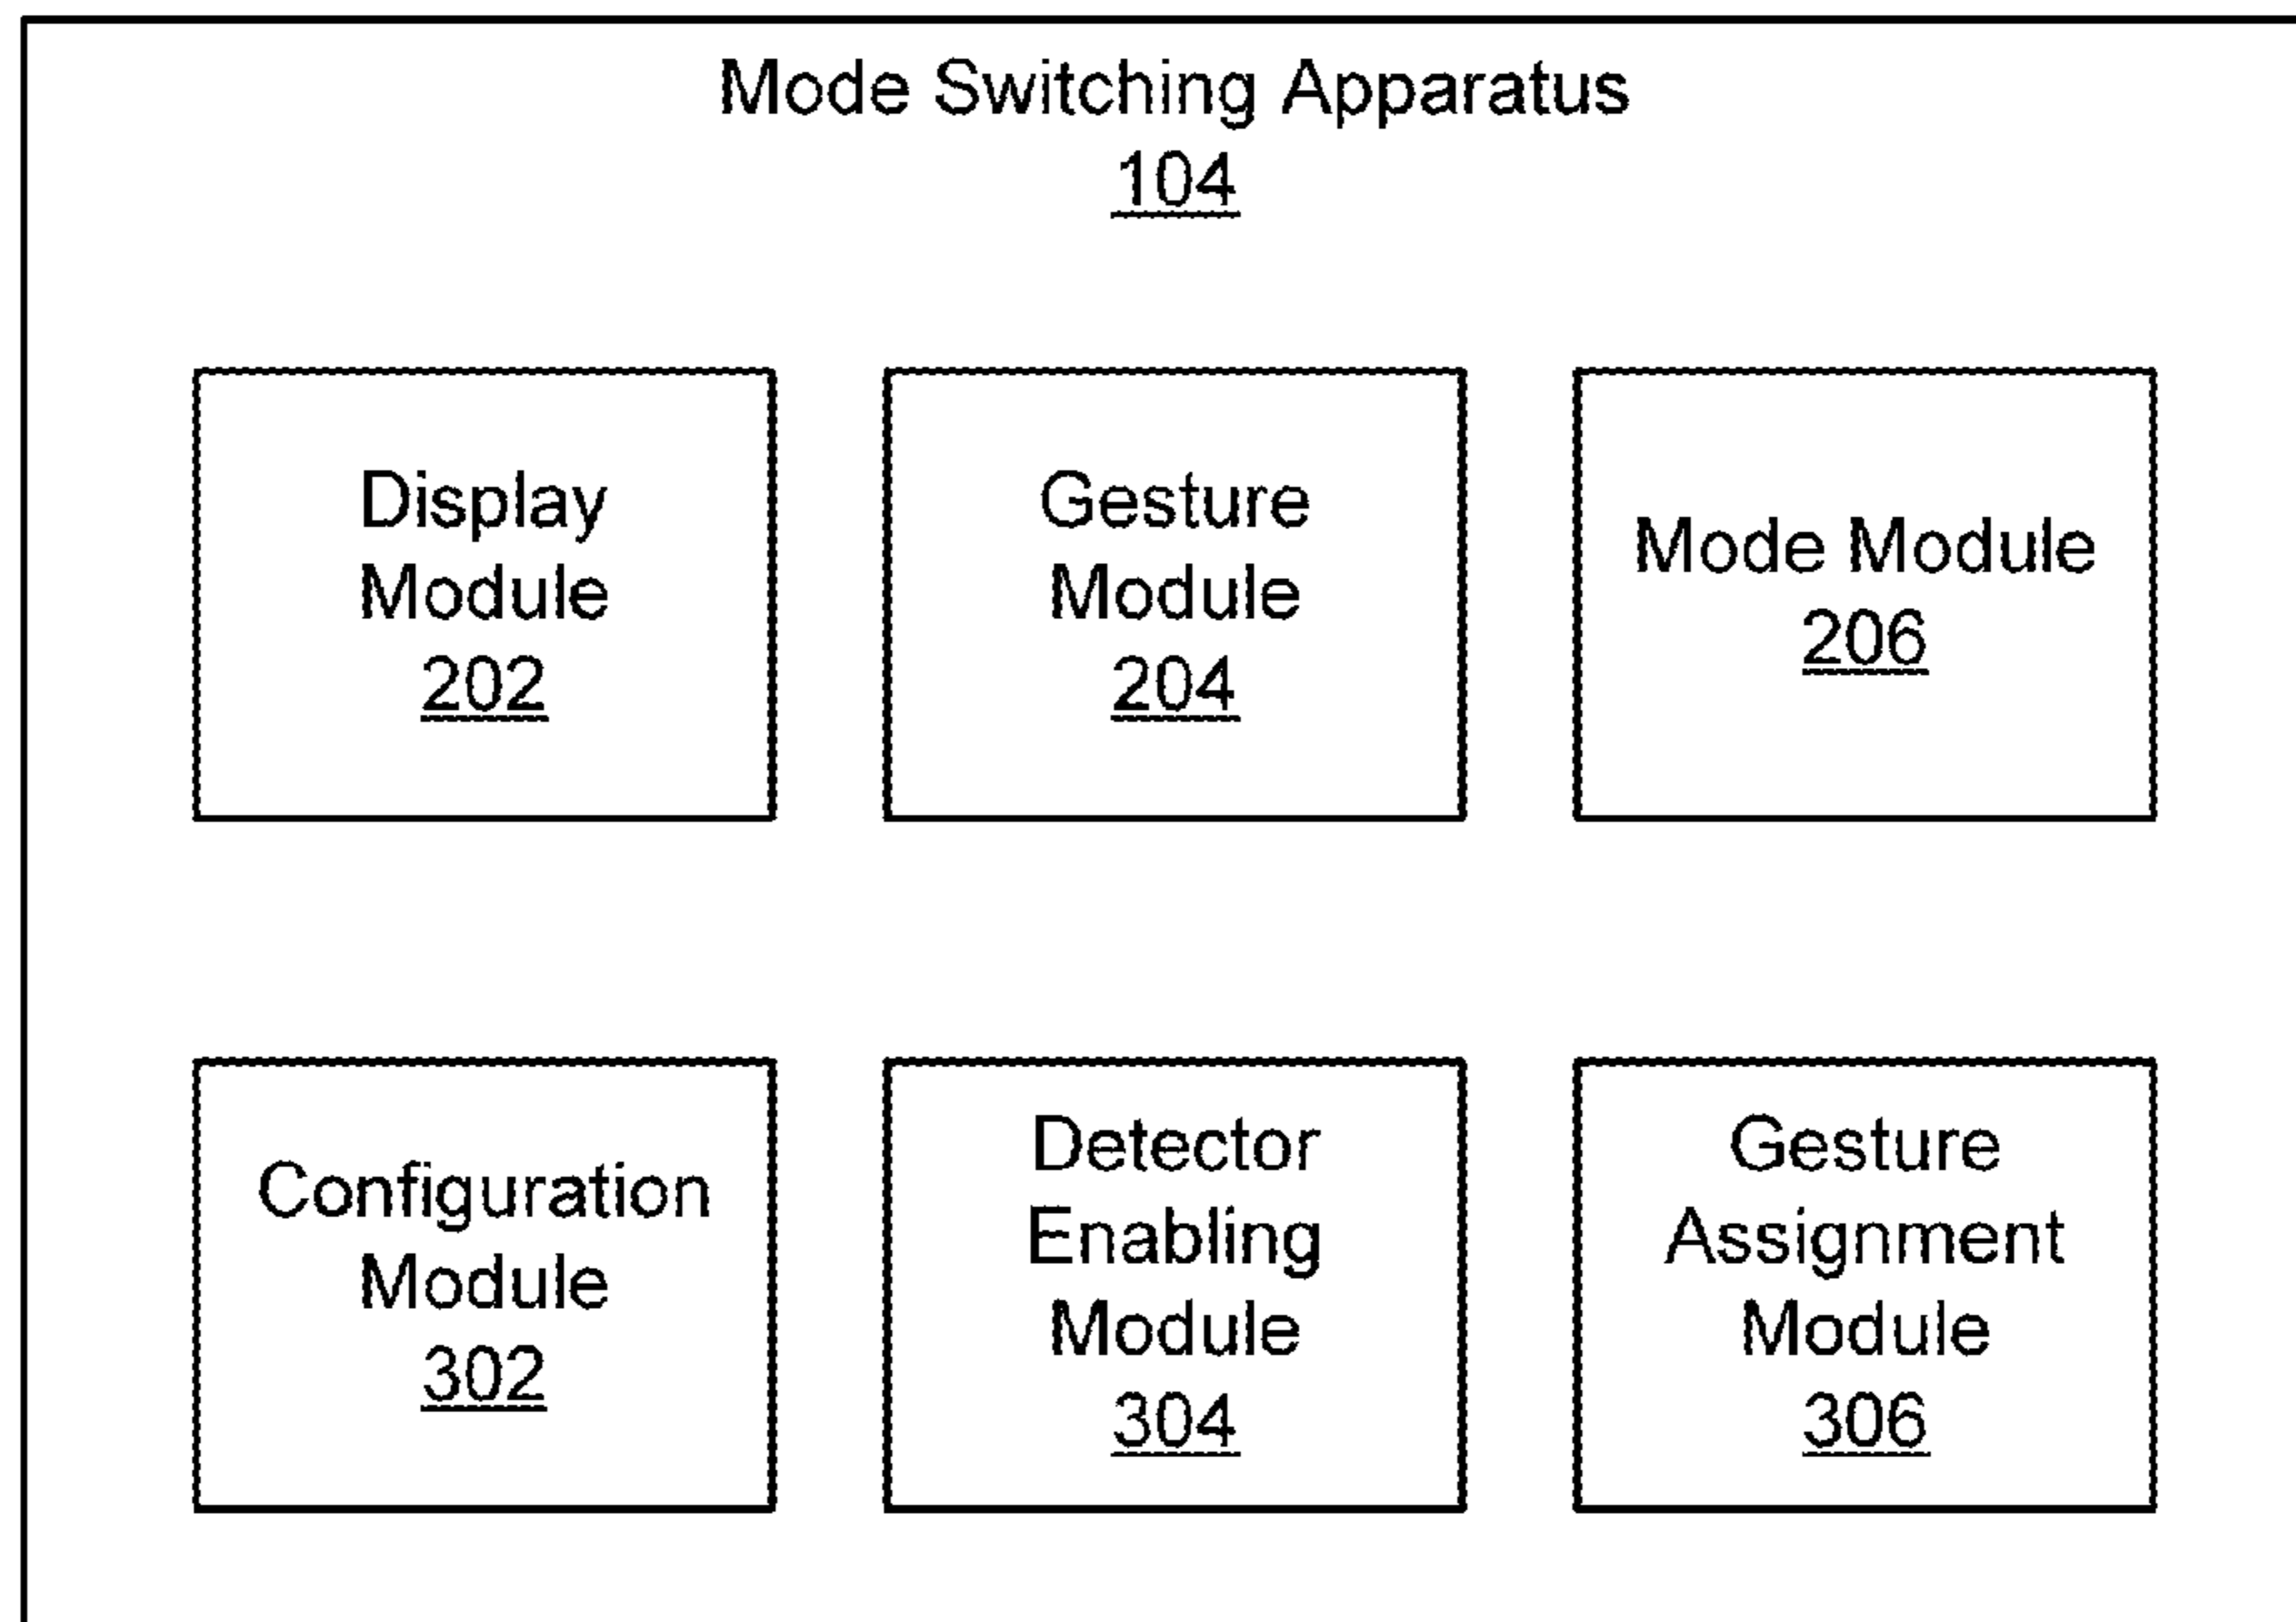 Mode Switching Apparatus
104
Display
Module
202
Gesture
Module
204
Mode Module
206
Configuration
Module
302
Detector
Enabling
Module
304
Gesture
Assignment
Module
306